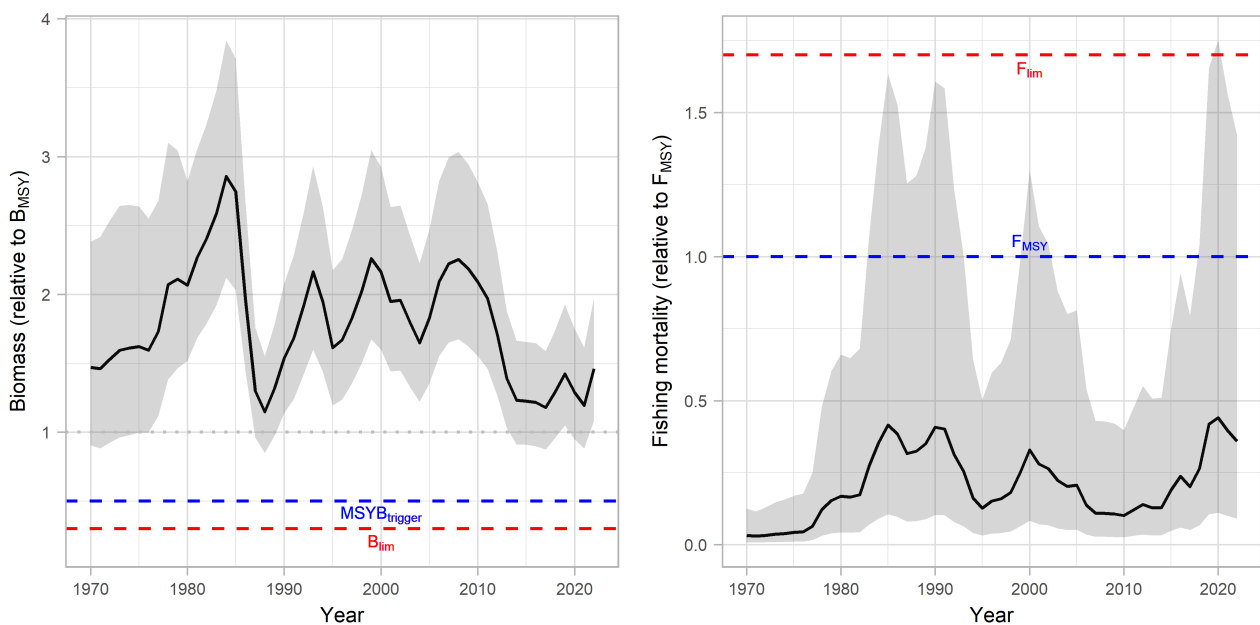 Biomass (relative to BMSY)
4
3
2
1
MSYBtrigger
Blim
1970 1980 1990 2000 2010 2020
Year
Fishing mortality (relative to FMSY)
1.5
1.0
0.5
0.0
Flim
FMSY
1970 1980 1990 2000 2010 2020
Year